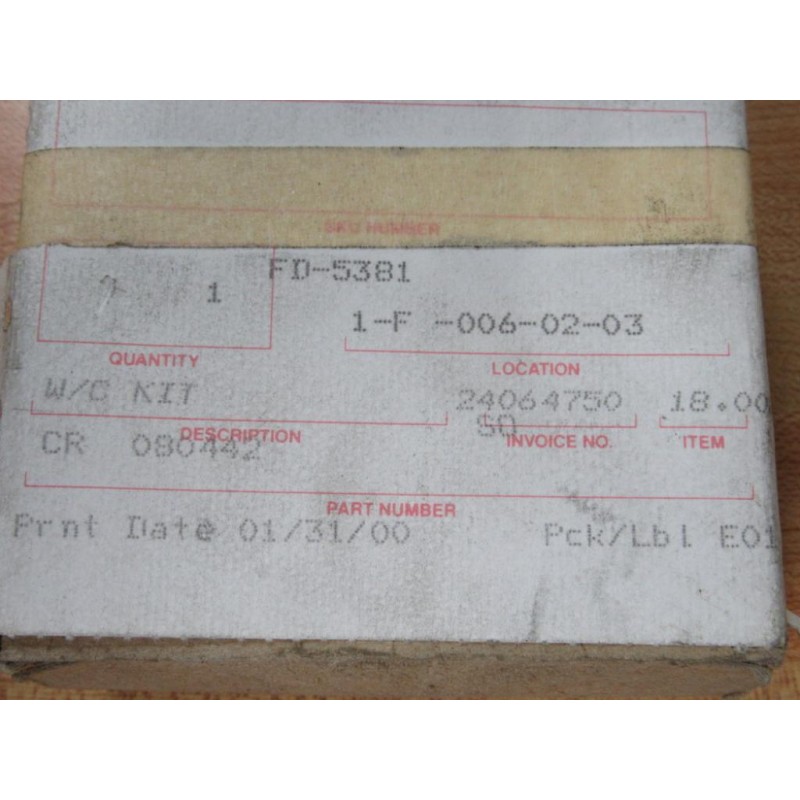 SKU NUMBER
FD-5381
1
1-F -006-02-03
QUANTITY
LOCATION
W/C KIT 24064750 18.00
SO
DESCRIPTION INVOICE NO. ITEM
CR 080442
PART NUMBER
Prnt Date 01/31/00 Pck/Lbl E01